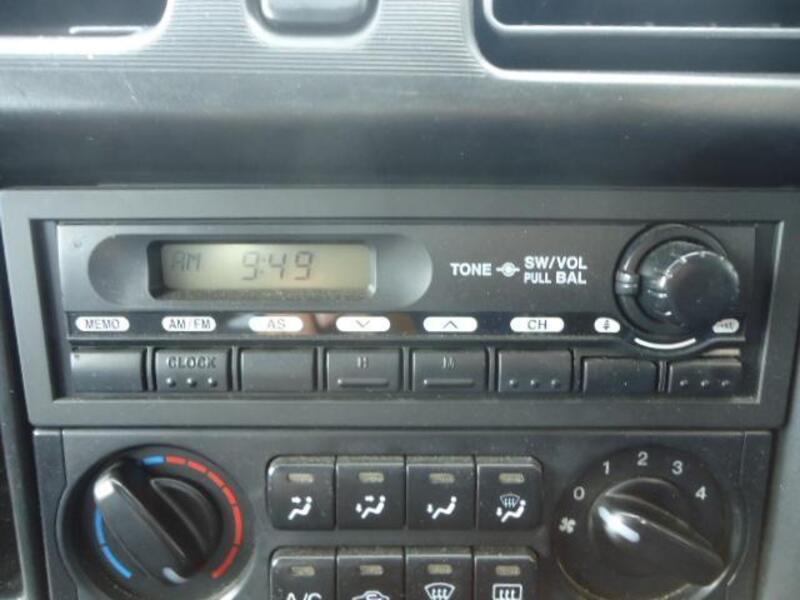 AM 9:49
TONE SW/VOL
PULL BAL
MEMO AM/FM AS CH
CLOCK H M
0 1 2 3 4
A/C